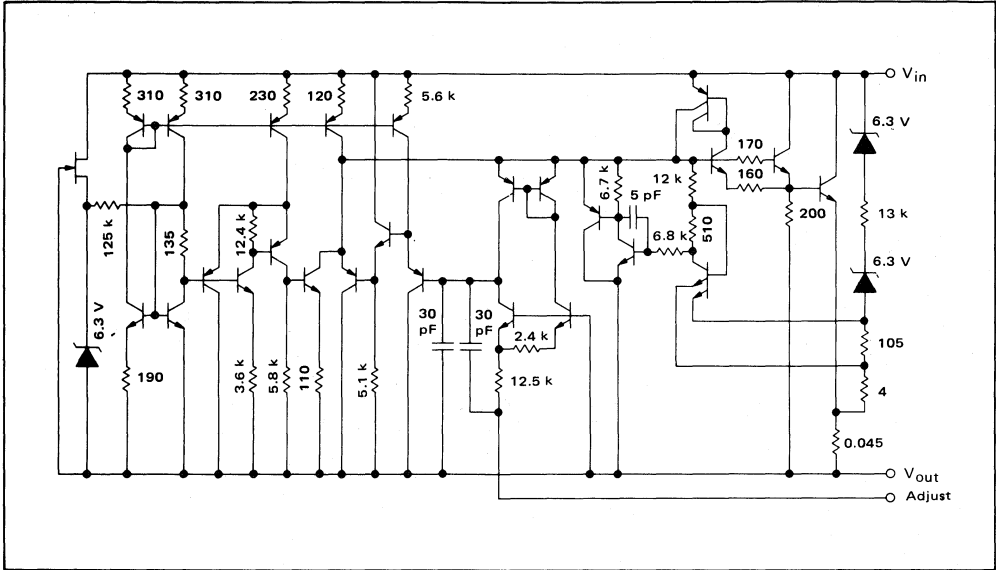 310
310
230
120
5.6 k
Vin
6.3 V
170
160
6.7 k
12 k
5 pF
200
125 k
135
12.4 k
6.8 k
510
13 k
6.3 V
6.3 V
30 pF
30 pF
2.4 k
105
190
3.6 k
5.8 k
110
5.1 k
12.5 k
4
0.045
Vout
Adjust